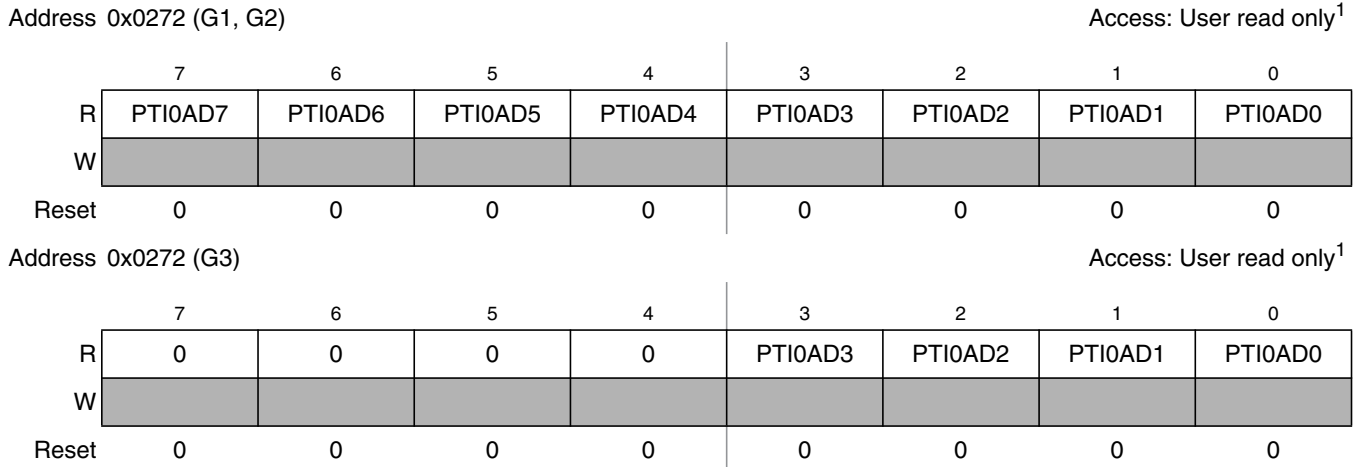 Address 0x0272 (G1, G2) Access: User read only1
7 6 5 4 3 2 1 0
R PTI0AD7 PTI0AD6 PTI0AD5 PTI0AD4 PTI0AD3 PTI0AD2 PTI0AD1 PTI0AD0
W
Reset 0 0 0 0 0 0 0 0
Address 0x0272 (G3) Access: User read only1
7 6 5 4 3 2 1 0
R 0 0 0 0 PTI0AD3 PTI0AD2 PTI0AD1 PTI0AD0
W
Reset 0 0 0 0 0 0 0 0